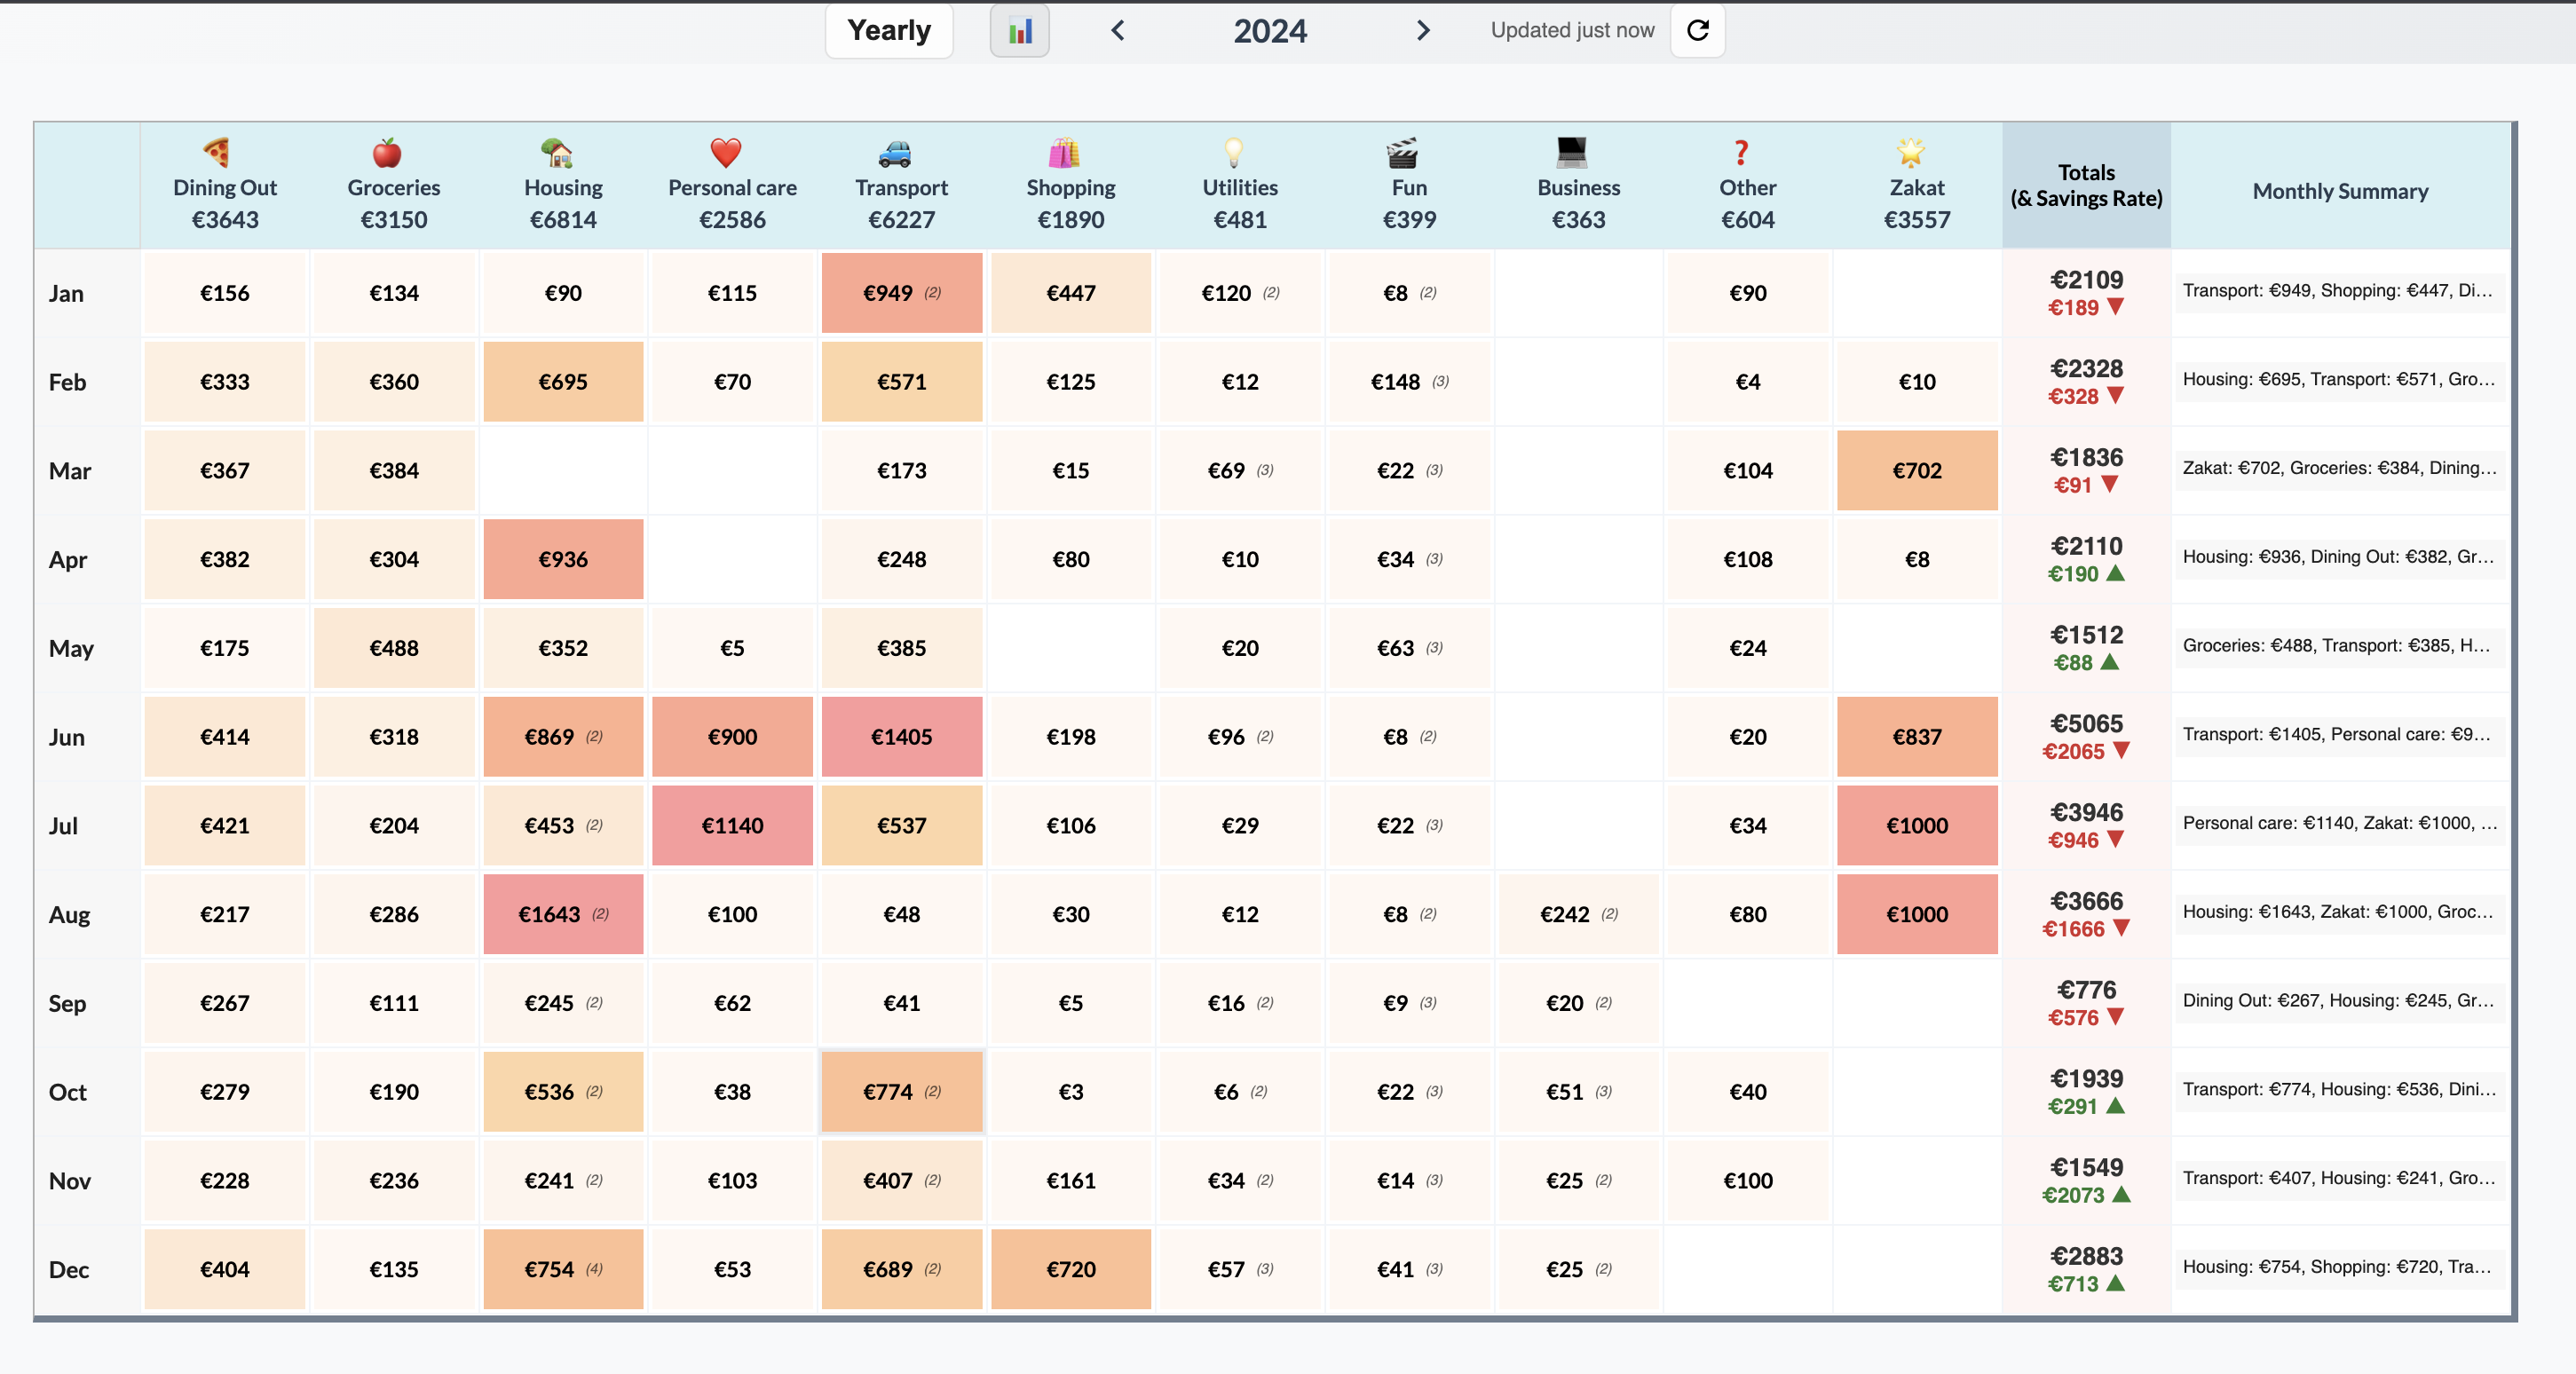 Yearly 2024 Updated just now
Dining Out Groceries Housing Personal care Transport Shopping Utilities Fun Business Other Zakat Totals (& Savings Rate) Monthly Summary
€3643 €3150 €6814 €2586 €6227 €1890 €481 €399 €363 €604 €3557
Jan €156 €134 €90 €115 €949 (2) €447 €120 (2) €8 (2) €90 €2109 €189 ▼ Transport: €949, Shopping: €447, Di...
Feb €333 €360 €695 €70 €571 €125 €12 €148 (3) €4 €10 €2328 €328 ▼ Housing: €695, Transport: €571, Gro...
Mar €367 €384 €173 €15 €69 (3) €22 (3) €104 €702 €1836 €91 ▼ Zakat: €702, Groceries: €384, Dining...
Apr €382 €304 €936 €248 €80 €10 €34 (3) €108 €8 €2110 €190 ▲ Housing: €936, Dining Out: €382, Gr...
May €175 €488 €352 €5 €385 €20 €63 (3) €24 €1512 €88 ▲ Groceries: €488, Transport: €385, H...
Jun €414 €318 €869 (2) €900 €1405 €198 €96 (2) €8 (2) €20 €837 €5065 €2065 ▼ Transport: €1405, Personal care: €9...
Jul €421 €204 €453 (2) €1140 €537 €106 €29 €22 (3) €34 €1000 €3946 €946 ▼ Personal care: €1140, Zakat: €1000, ...
Aug €217 €286 €1643 (2) €100 €48 €30 €12 €8 (2) €242 (2) €80 €1000 €3666 €1666 ▼ Housing: €1643, Zakat: €1000, Groc...
Sep €267 €111 €245 (2) €62 €41 €5 €16 (2) €9 (3) €20 (2) €776 €576 ▼ Dining Out: €267, Housing: €245, Gr...
Oct €279 €190 €536 (2) €38 €774 (2) €3 €6 (2) €22 (3) €51 (3) €40 €1939 €291 ▲ Transport: €774, Housing: €536, Dini...
Nov €228 €236 €241 (2) €103 €407 (2) €161 €34 (2) €14 (3) €25 (2) €100 €1549 €2073 ▲ Transport: €407, Housing: €241, Gro...
Dec €404 €135 €754 (4) €53 €689 (2) €720 €57 (3) €41 (3) €25 (2) €2883 €713 ▲ Housing: €754, Shopping: €720, Tra...